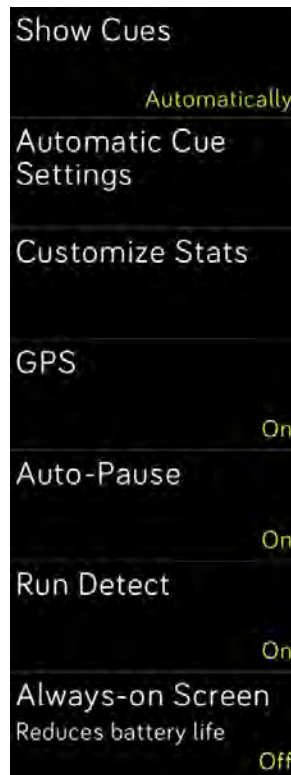 Show Cues
Automatically
Automatic Cue
Settings
Customize Stats
GPS
On
Auto-Pause
On
Run Detect
On
Always-on Screen
Reduces battery life
Off